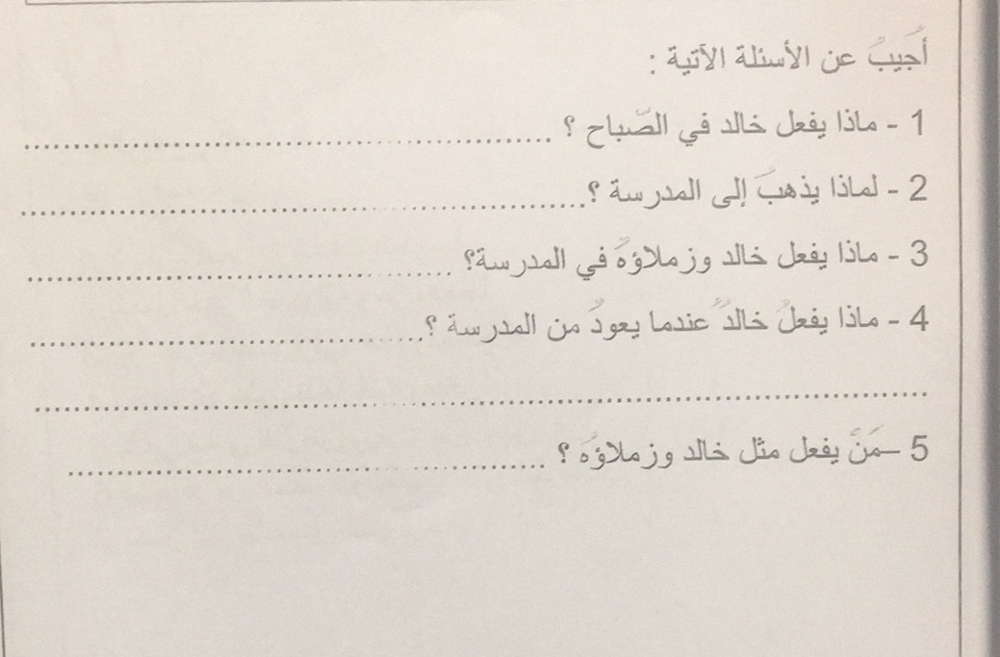 أَجيبُ عن الأسئلة الآتية :
1 - ماذا يفعل خالد في الصّباح ؟ ........................................
2 - لماذا يذهبُ إلى المدرسة ؟ ........................................
3 - ماذا يفعل خالد وزملاؤهُ في المدرسة؟ ........................................
4 - ماذا يفعلُ خالدٌ عندما يعودُ من المدرسة ؟ ........................................
................................................................................
5 –مَنْ يفعل مثل خالد وزملاؤهُ ؟ ........................................